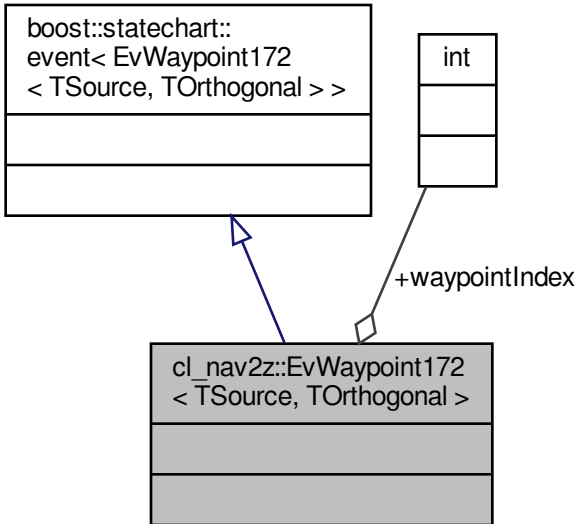 boost::statechart::
event< EvWaypoint172
< TSource, TOrthogonal > >
int
+waypointIndex
cl_nav2z::EvWaypoint172
< TSource, TOrthogonal >